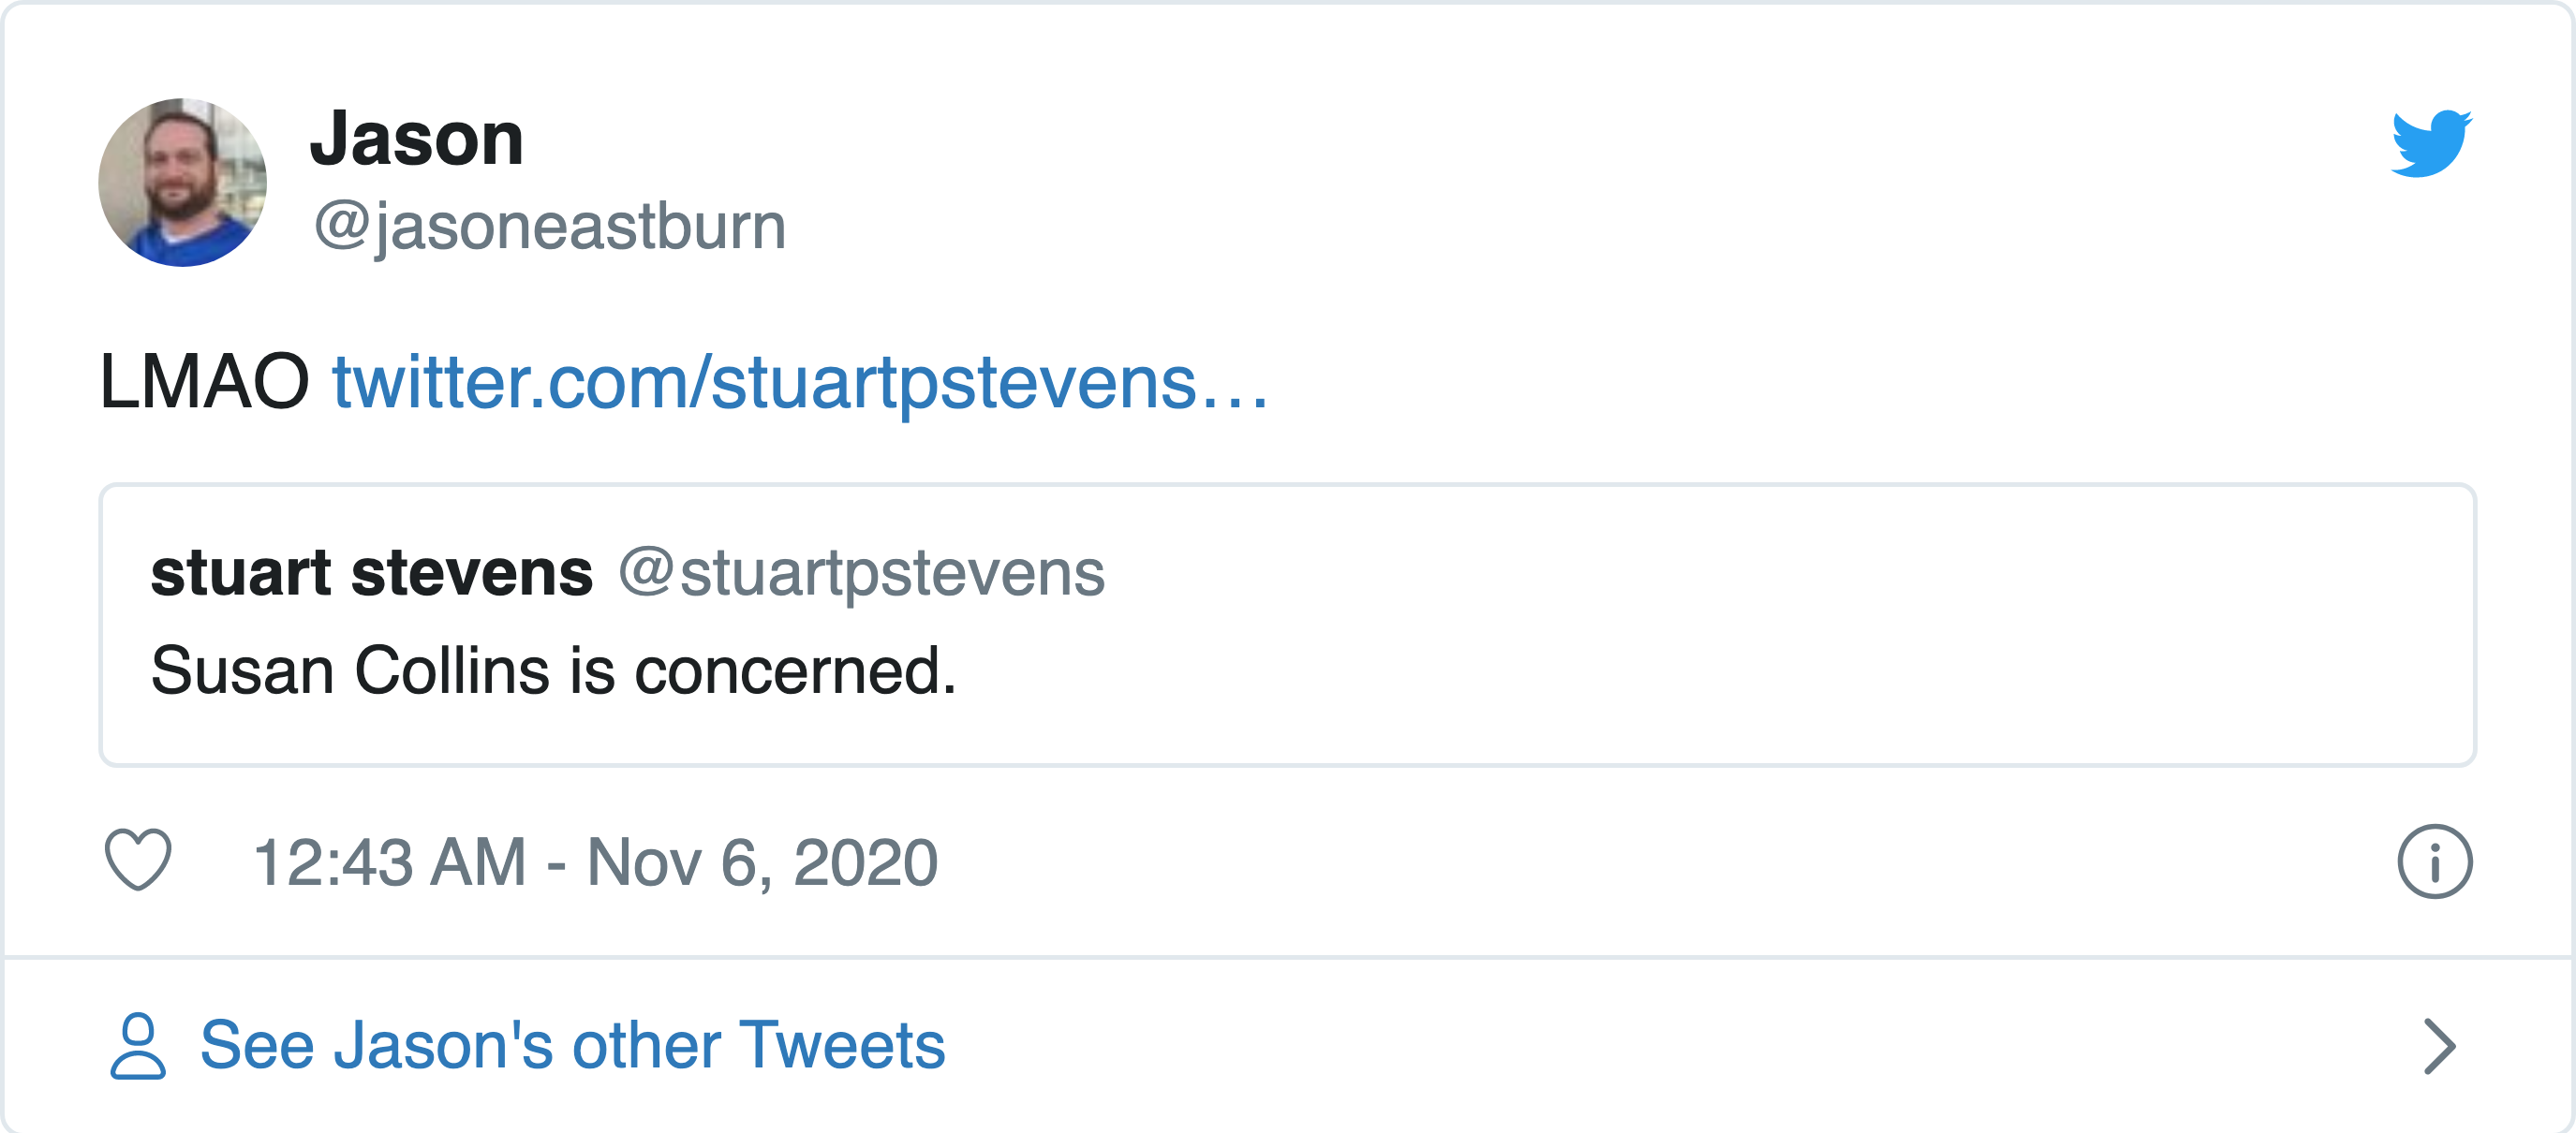 Jason
@jasoneastburn
LMAO twitter.com/stuartpstevens…
stuart stevens @stuartpstevens
Susan Collins is concerned.
12:43 AM - Nov 6, 2020
See Jason's other Tweets